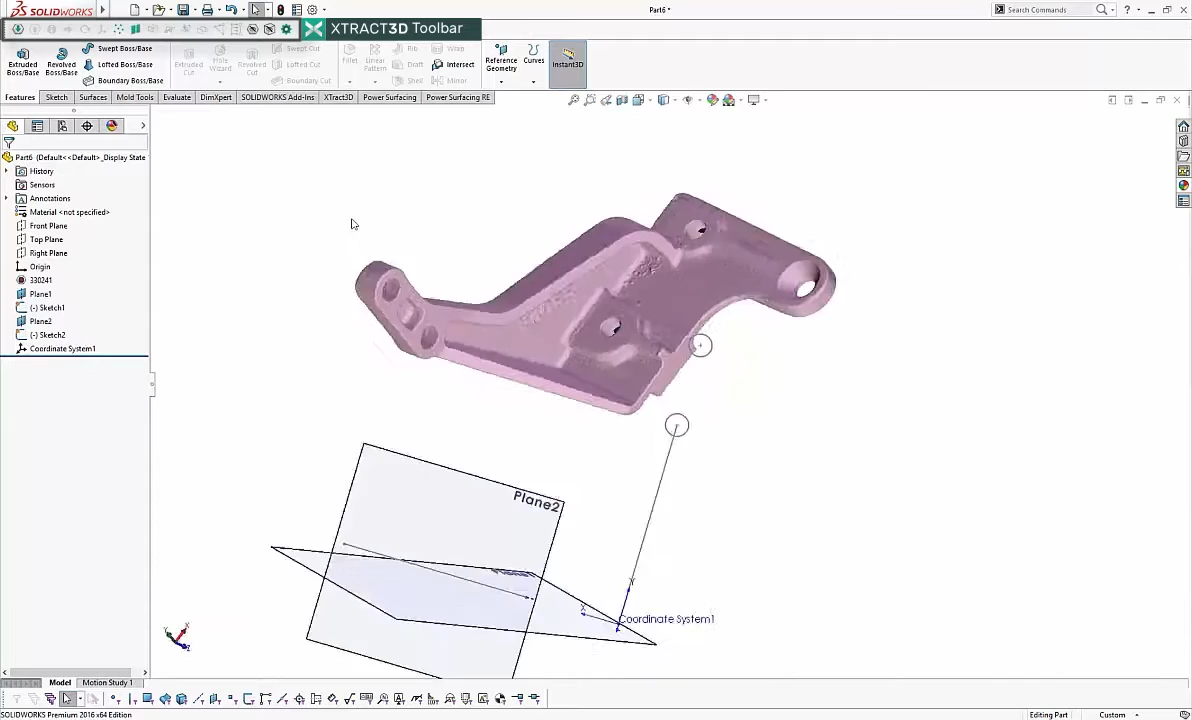 SOLIDWORKS
Part6 *
Search Commands
XTRACT3D Toolbar
Extruded Boss/Base
Revolved Boss/Base
Swept Boss/Base
Lofted Boss/Base
Boundary Boss/Base
Extruded Cut
Hole Wizard
Revolved Cut
Swept Cut
Lofted Cut
Boundary Cut
Fillet
Linear Pattern
Rib
Draft
Shell
Wrap
Intersect
Mirror
Reference Geometry
Curves
Instant3D
Features Sketch Surfaces Mold Tools Evaluate DimXpert SOLIDWORKS Add-Ins XTract3D Power Surfacing Power Surfacing RE
Part6 (Default<<Default>_Display State
History
Sensors
Annotations
Material <not specified>
Front Plane
Top Plane
Right Plane
Origin
330241
Plane1
(-) Sketch1
Plane2
(-) Sketch2
Coordinate System1
Plane2
Y
X
Coordinate System1
Y
X
Z
Model Motion Study 1
SOLIDWORKS Premium 2016 x64 Edition
Editing Part
Custom